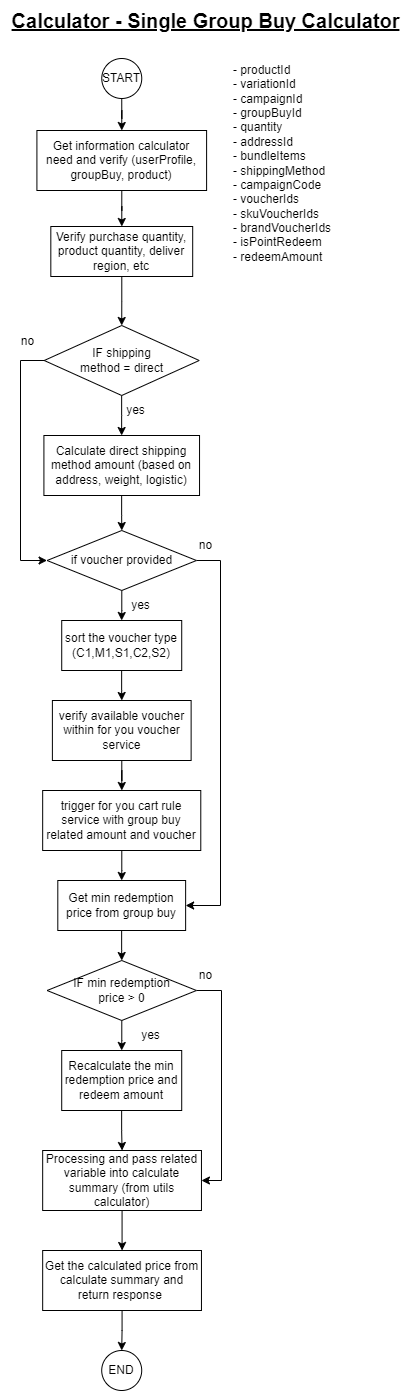 Calculator - Single Group Buy Calculator
START
- productId
- variationId
- campaignId
- groupBuyId
- quantity
- addressId
- bundleItems
- shippingMethod
- campaignCode
- voucherIds
- skuVoucherIds
- brandVoucherIds
- isPointRedeem
- redeemAmount
Get information calculator
need and verify (userProfile,
groupBuy, product)
Verify purchase quantity,
product quantity, deliver
region, etc
no
IF shipping
method = direct
yes
Calculate direct shipping
method amount (based on
address, weight, logistic)
no
if voucher provided
yes
sort the voucher type
(C1,M1,S1,C2,S2)
verify available voucher
within for you voucher
service
trigger for you cart rule
service with group buy
related amount and voucher
Get min redemption
price from group buy
no
IF min redemption
price > 0
yes
Recalculate the min
redemption price and
redeem amount
Processing and pass related
variable into calculate
summary (from utils
calculator)
Get the calculated price from
calculate summary and
return response
END